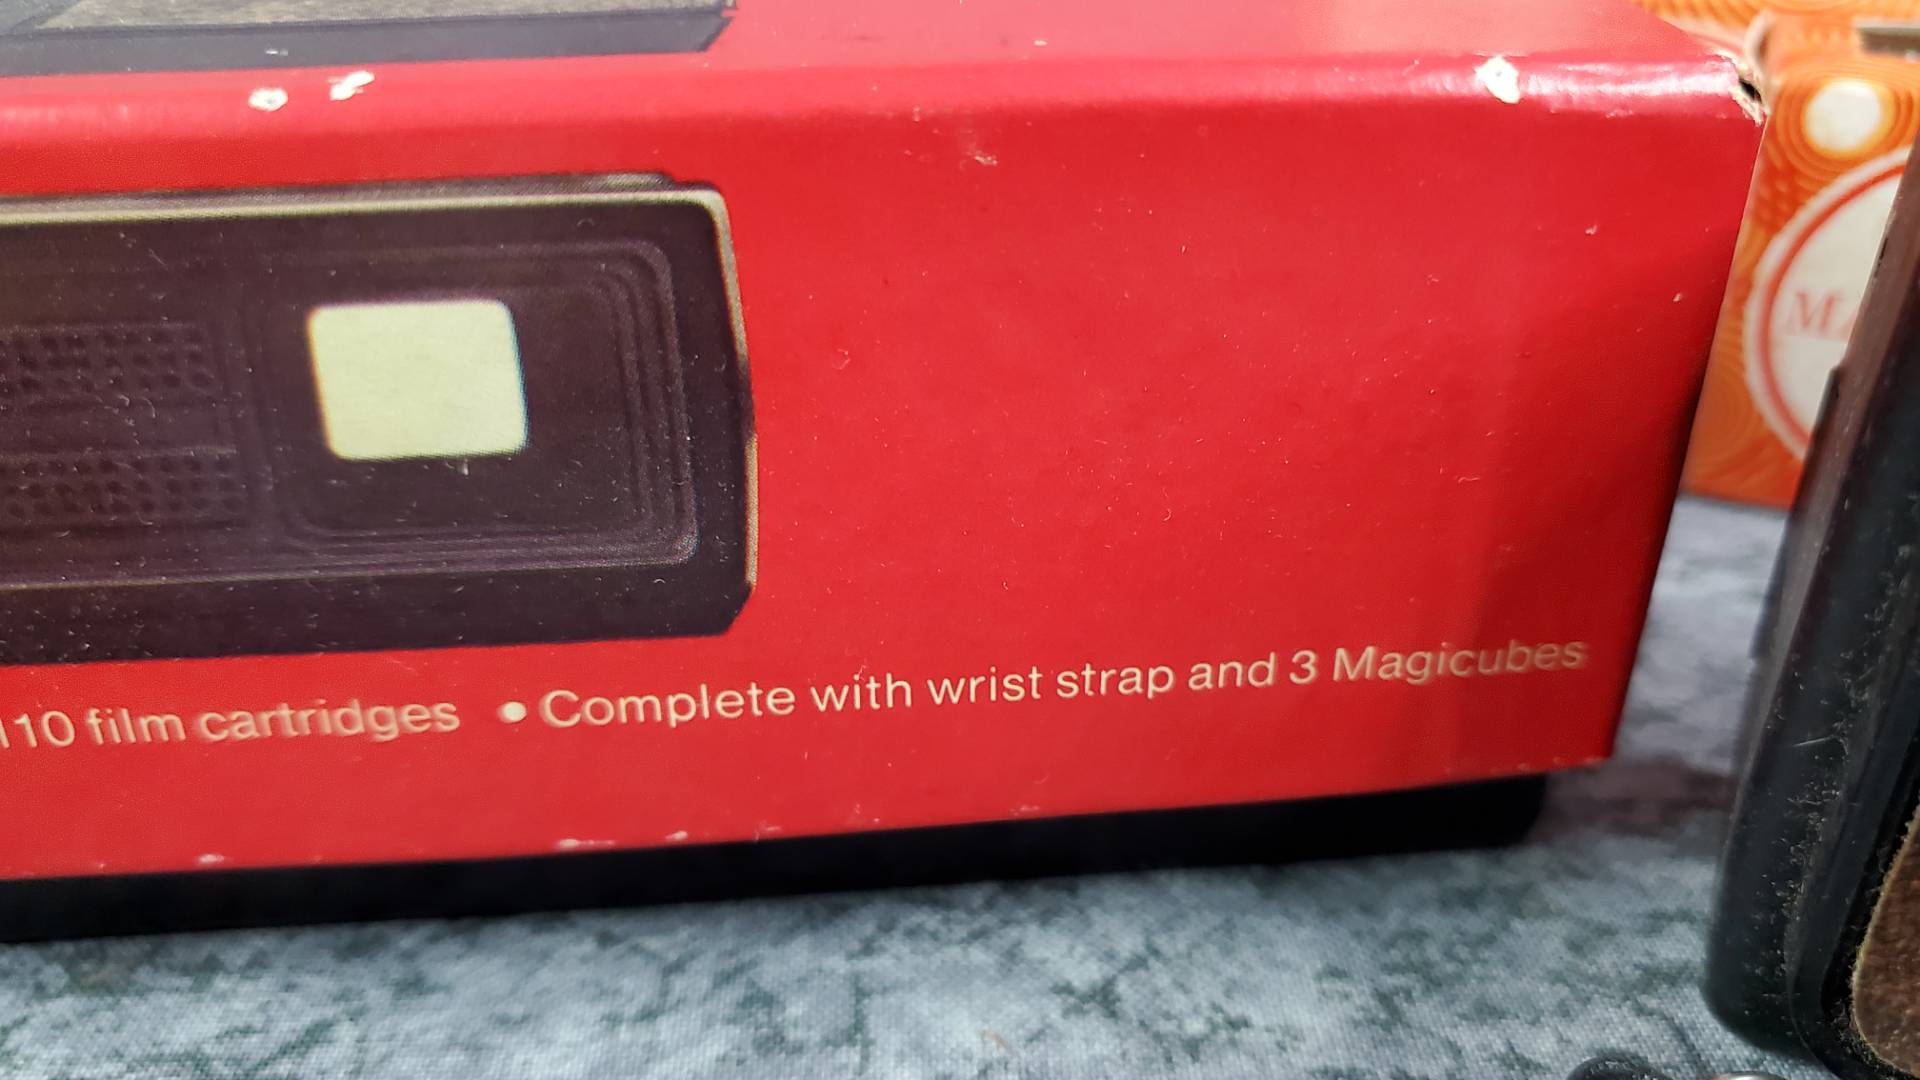 110 film cartridges • Complete with wrist strap and 3 Magicubes